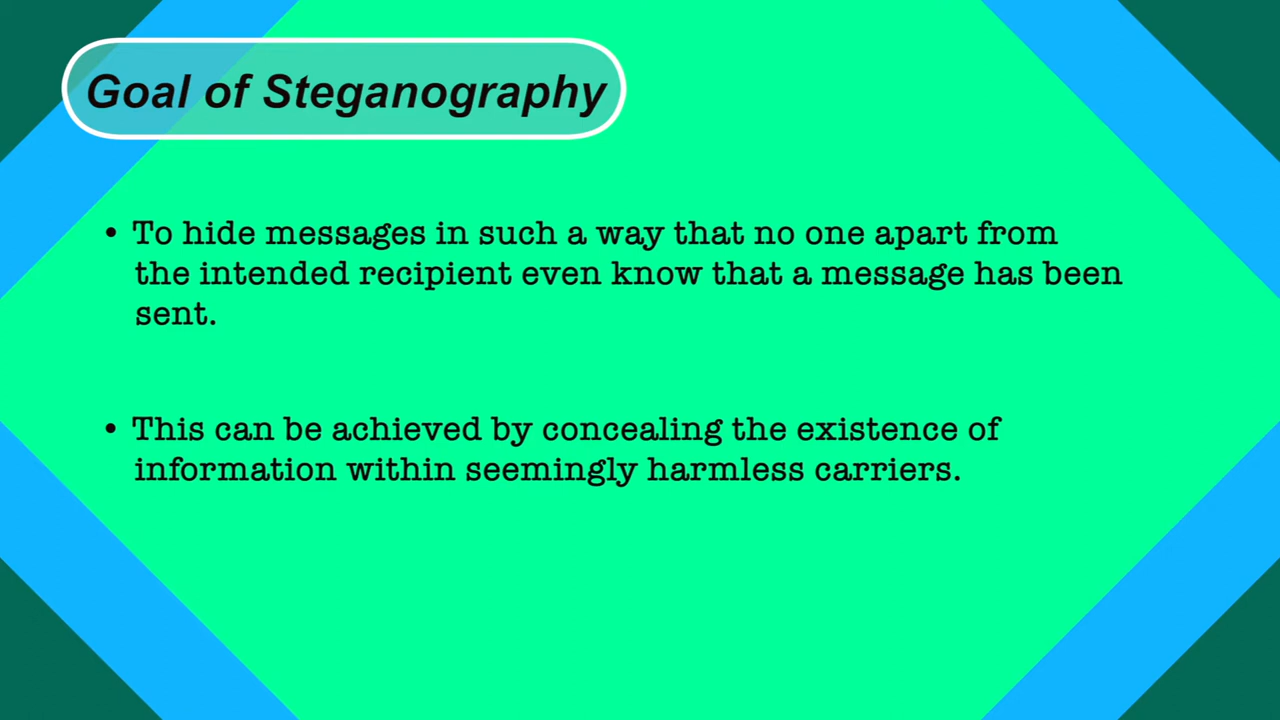 Goal of Steganography
• To hide messages in such a way that no one apart from
the intended recipient even know that a message has been
sent.
• This can be achieved by concealing the existence of
information within seemingly harmless carriers.